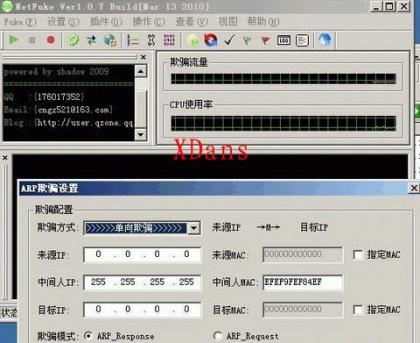 NetFuke Ver1.0.7 Build[Mar 13 2010]
Fuke(F) 设置(S) 插件(D) 操作(C) 查看(V) 视图 帮助(H)
LOG
powered by shadow 2009
QQ :{176017352}
Email:{cngz521@163.com}
Blog :{http://user.qzone.qq
欺骗流量
CPU使用率
XDans
ARP欺骗设置
欺骗配置
欺骗方式: >>>>>>单向欺骗>>>>>> 来源IP →M→ 目标IP
来源IP: 0 . 0 . 0 . 0 来源MAC: 000000000000 指定MAC
中间人IP: 255 . 255 . 255 . 255 中间人MAC: EFEF9FEF84EF
目标IP: 0 . 0 . 0 . 0 目标MAC: 000000000000 指定MAC
状态
欺骗模式: ARP_Response ARP_Request